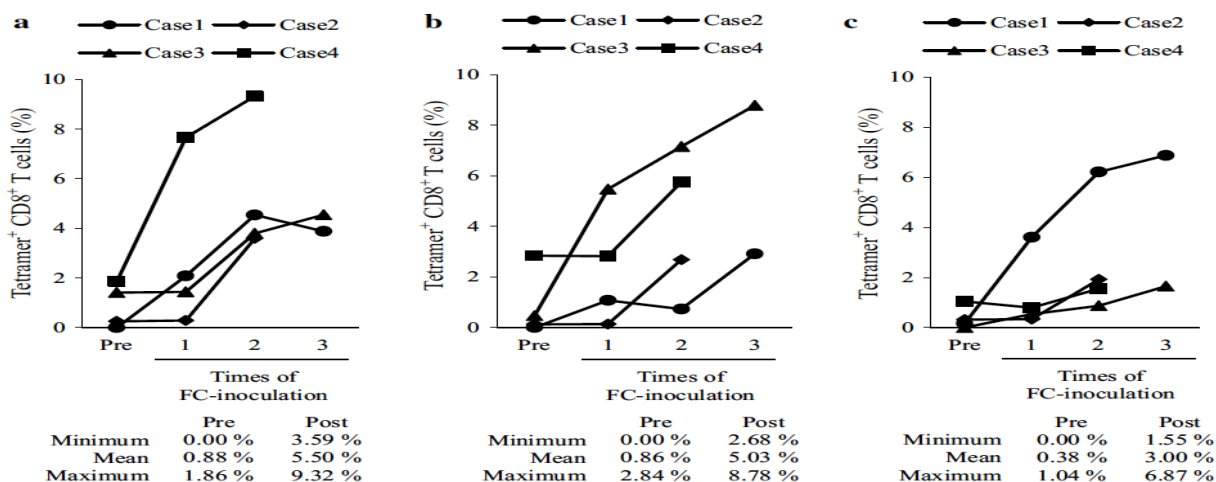 a
Case1 Case2
Case3 Case4
Tetramer⁺ CD8⁺ T cells (%)
10
8
6
4
2
0
Pre 1 2 3
Times of
FC-inoculation
Pre Post
Minimum 0.00 % 3.59 %
Mean 0.88 % 5.50 %
Maximum 1.86 % 9.32 %
b
Case1 Case2
Case3 Case4
Tetramer⁺ CD8⁺ T cells (%)
10
8
6
4
2
0
Pre 1 2 3
Times of
FC-inoculation
Pre Post
Minimum 0.00 % 2.68 %
Mean 0.86 % 5.03 %
Maximum 2.84 % 8.78 %
c
Case1 Case2
Case3 Case4
Tetramer⁺ CD8⁺ T cells (%)
10
8
6
4
2
0
Pre 1 2 3
Times of
FC-inoculation
Pre Post
Minimum 0.00 % 1.55 %
Mean 0.38 % 3.00 %
Maximum 1.04 % 6.87 %